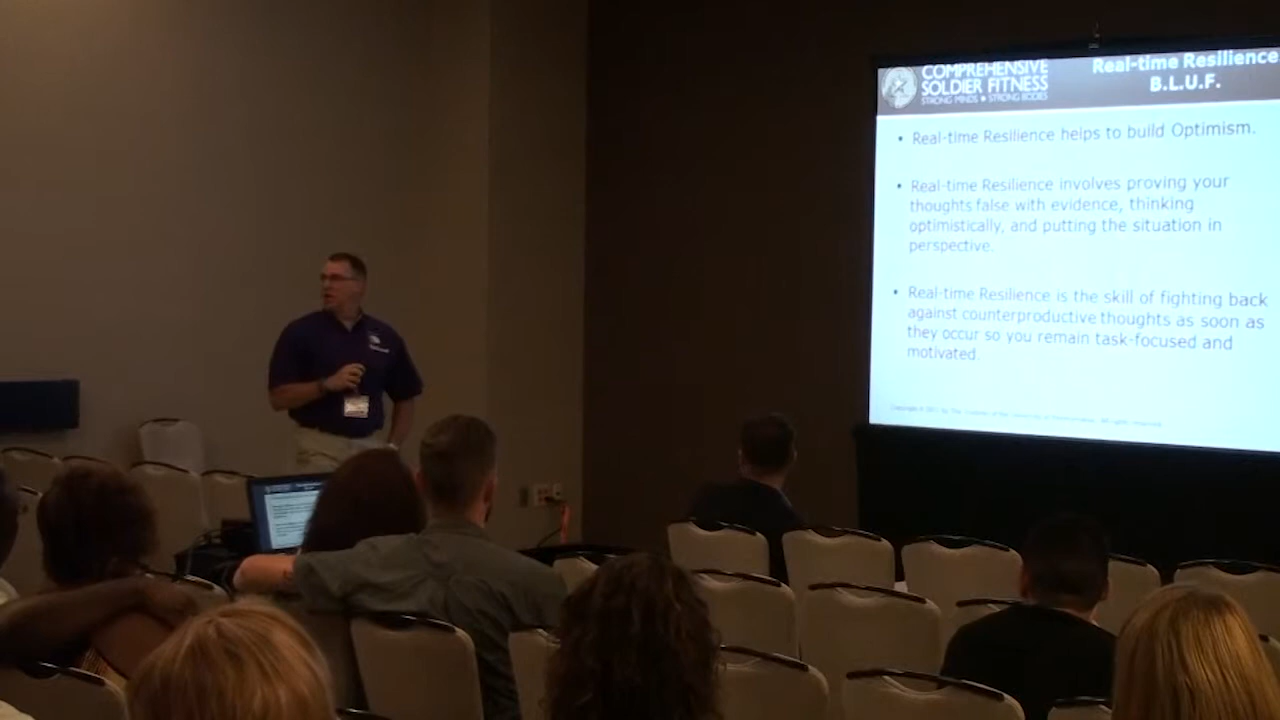 COMPREHENSIVE
SOLDIER FITNESS
STRONG MINDS ★ STRONG BODIES
Real-time Resilience
B.L.U.F.
• Real-time Resilience helps to build Optimism.
• Real-time Resilience involves proving your
thoughts false with evidence, thinking
optimistically, and putting the situation in
perspective.
• Real-time Resilience is the skill of fighting back
against counterproductive thoughts as soon as
they occur so you remain task-focused and
motivated.